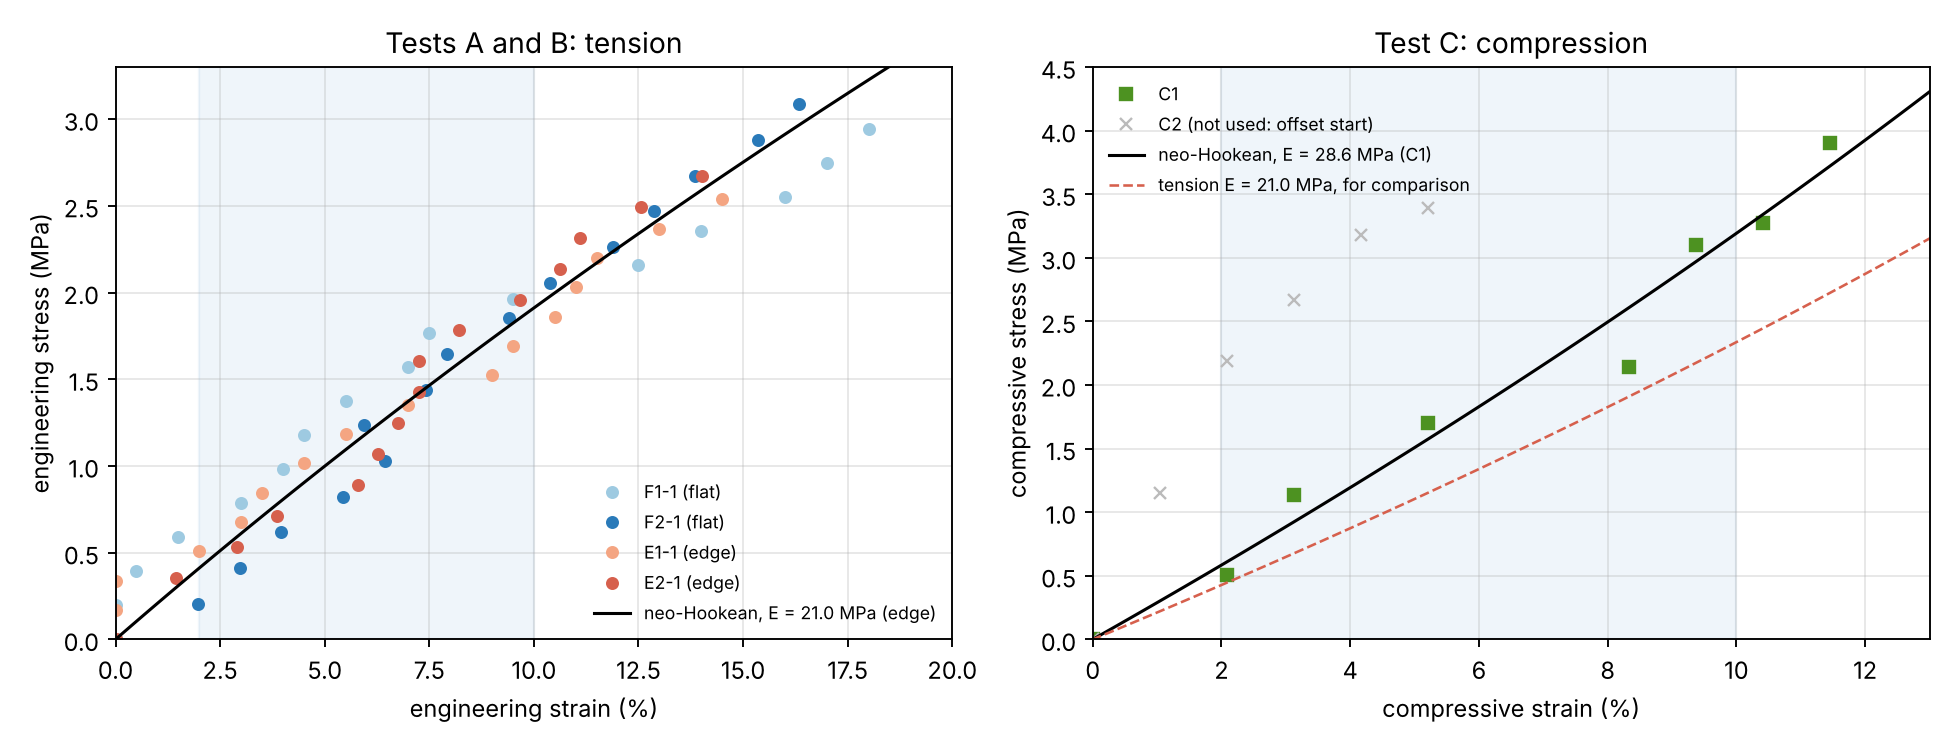 Tests A and B: tension
engineering stress (MPa)
3.0
2.5
2.0
1.5
1.0
0.5
0.0
F1-1 (flat)
F2-1 (flat)
E1-1 (edge)
E2-1 (edge)
neo-Hookean, E = 21.0 MPa (edge)
0.0 2.5 5.0 7.5 10.0 12.5 15.0 17.5 20.0
engineering strain (%)
Test C: compression
compressive stress (MPa)
4.5
4.0
3.5
3.0
2.5
2.0
1.5
1.0
0.5
0.0
C1
C2 (not used: offset start)
neo-Hookean, E = 28.6 MPa (C1)
tension E = 21.0 MPa, for comparison
0 2 4 6 8 10 12
compressive strain (%)